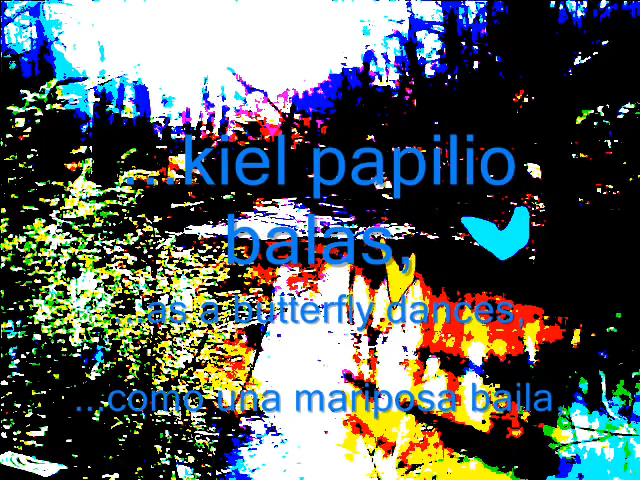 ...kiel papilio
balas,
...as a butterfly dances,
...como una mariposa baila